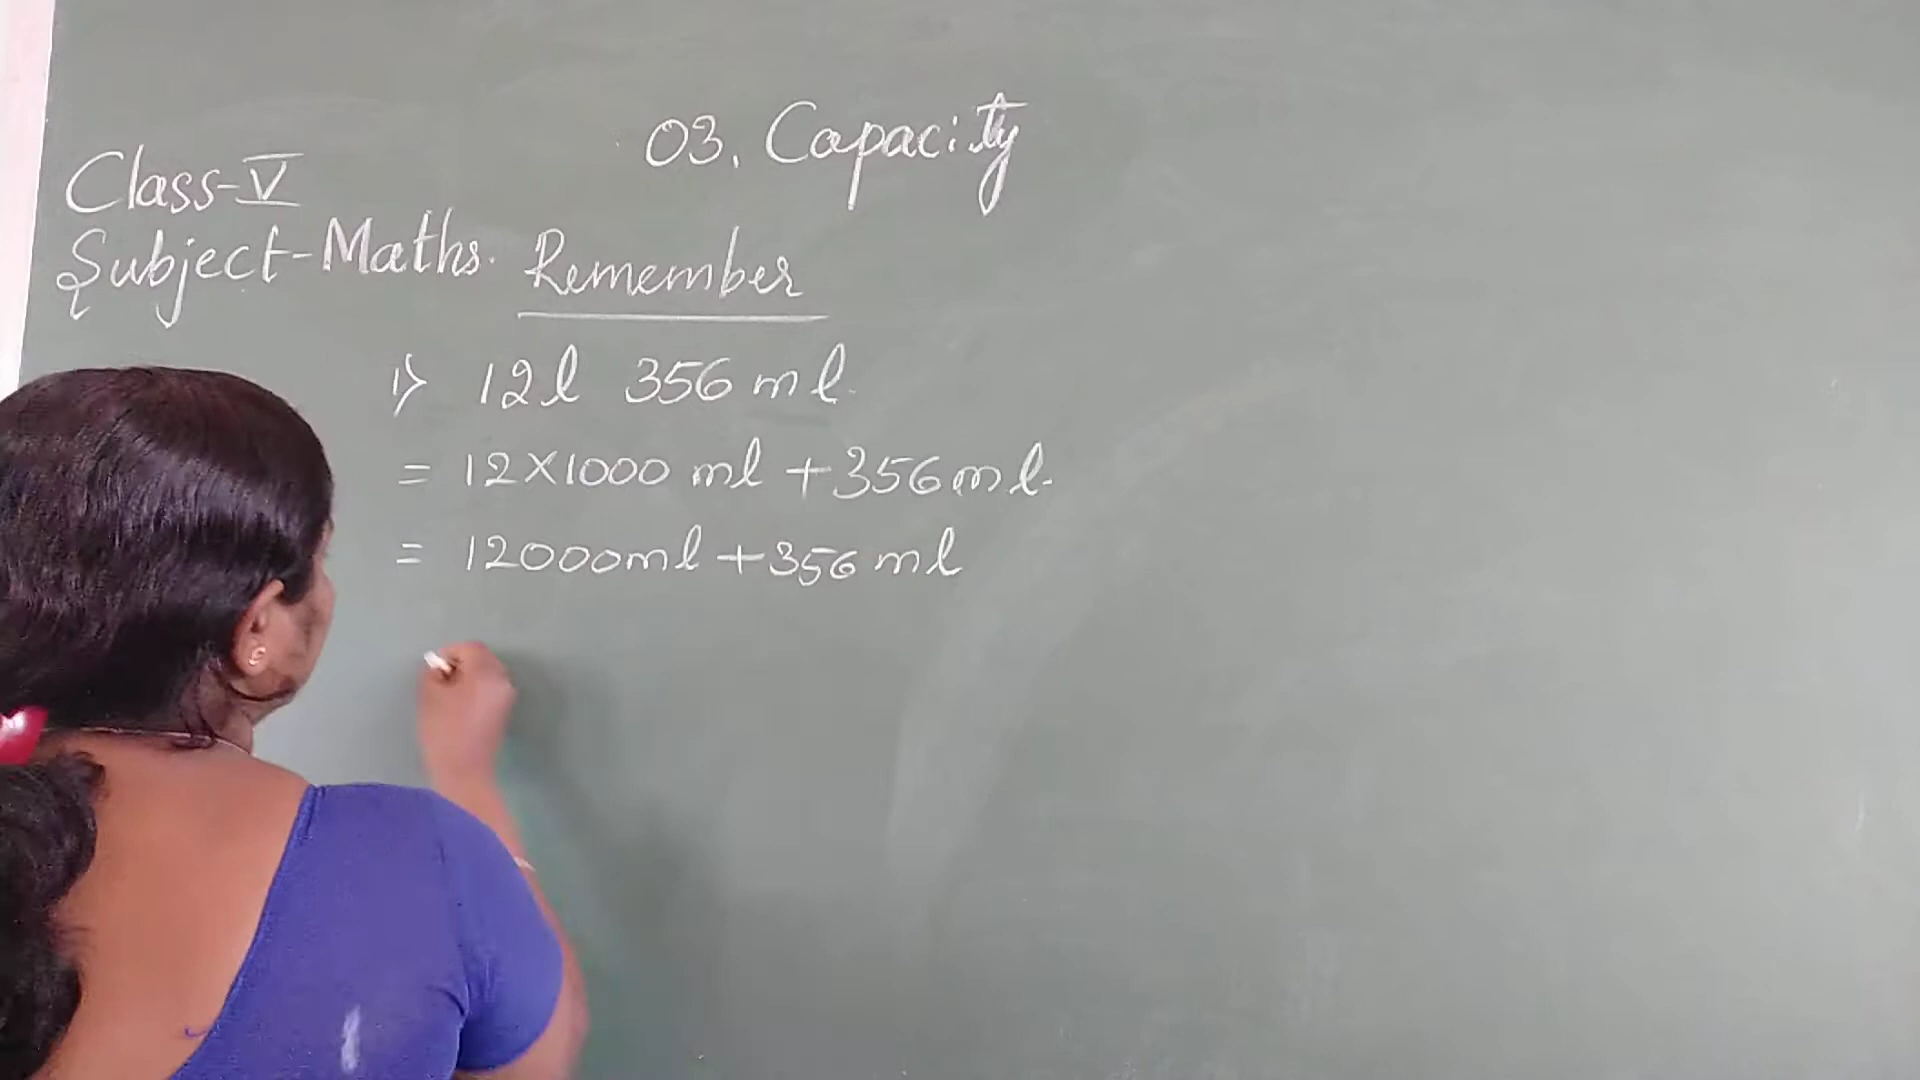 03. Capacity
Class-V
Subject-Maths.
Remember
1> 12l 356 ml.
= 12×1000 ml +356 ml.
= 12000ml +356 ml